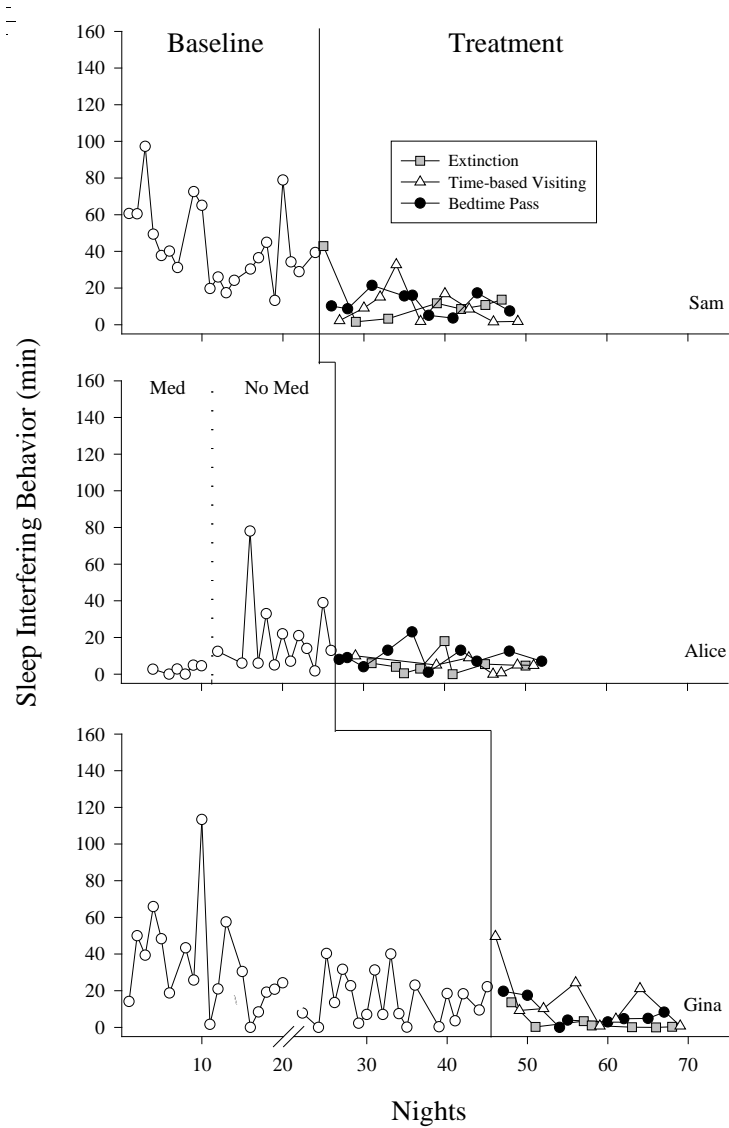 Baseline Treatment
160
140
120
100
80
60
40
20
0
Extinction
Time-based Visiting
Bedtime Pass
Sam
Sleep Interfering Behavior (min)
Med No Med
160
140
120
100
80
60
40
20
0
Alice
160
140
120
100
80
60
40
20
0
Gina
10 20 30 40 50 60 70
Nights